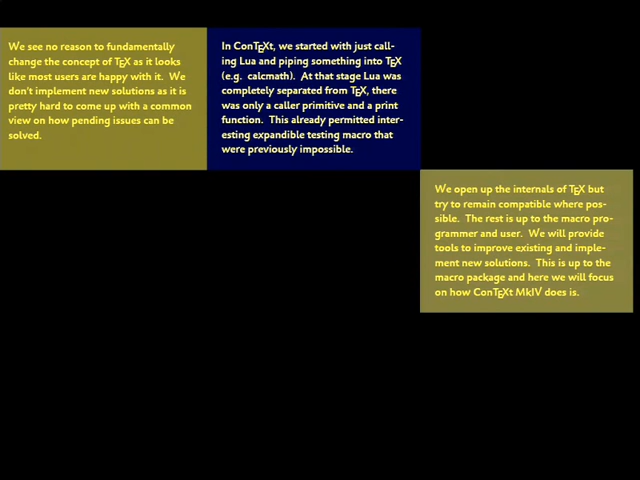 We see no reason to fundamentally
change the concept of TEX as it looks
like most users are happy with it. We
don't implement new solutions as it is
pretty hard to come up with a common
view on how pending issues can be
solved.
In ConTEXt, we started with just call-
ing Lua and piping something into TEX
(e.g. calcmath). At that stage Lua was
completely separated from TEX, there
was only a caller primitive and a print
function. This already permitted inter-
esting expandible testing macro that
were previously impossible.
We open up the internals of TEX but
try to remain compatible where pos-
sible. The rest is up to the macro pro-
grammer and user. We will provide
tools to improve existing and imple-
ment new solutions. This is up to the
macro package and here we will focus
on how ConTEXt MkIV does is.